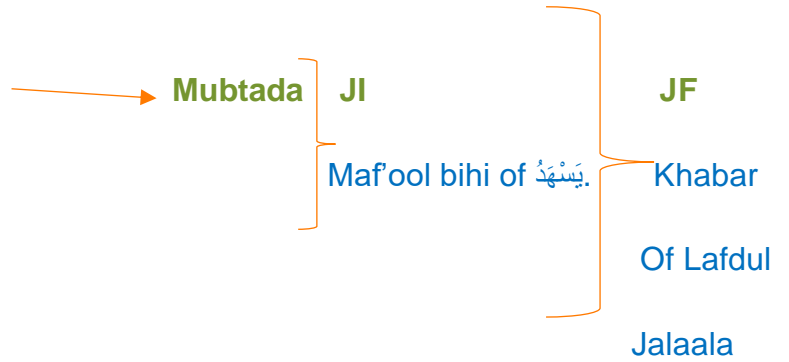 Mubtada JI JF
Maf’ool bihi of يَسْهَدُ. Khabar
Of Lafdul
Jalaala